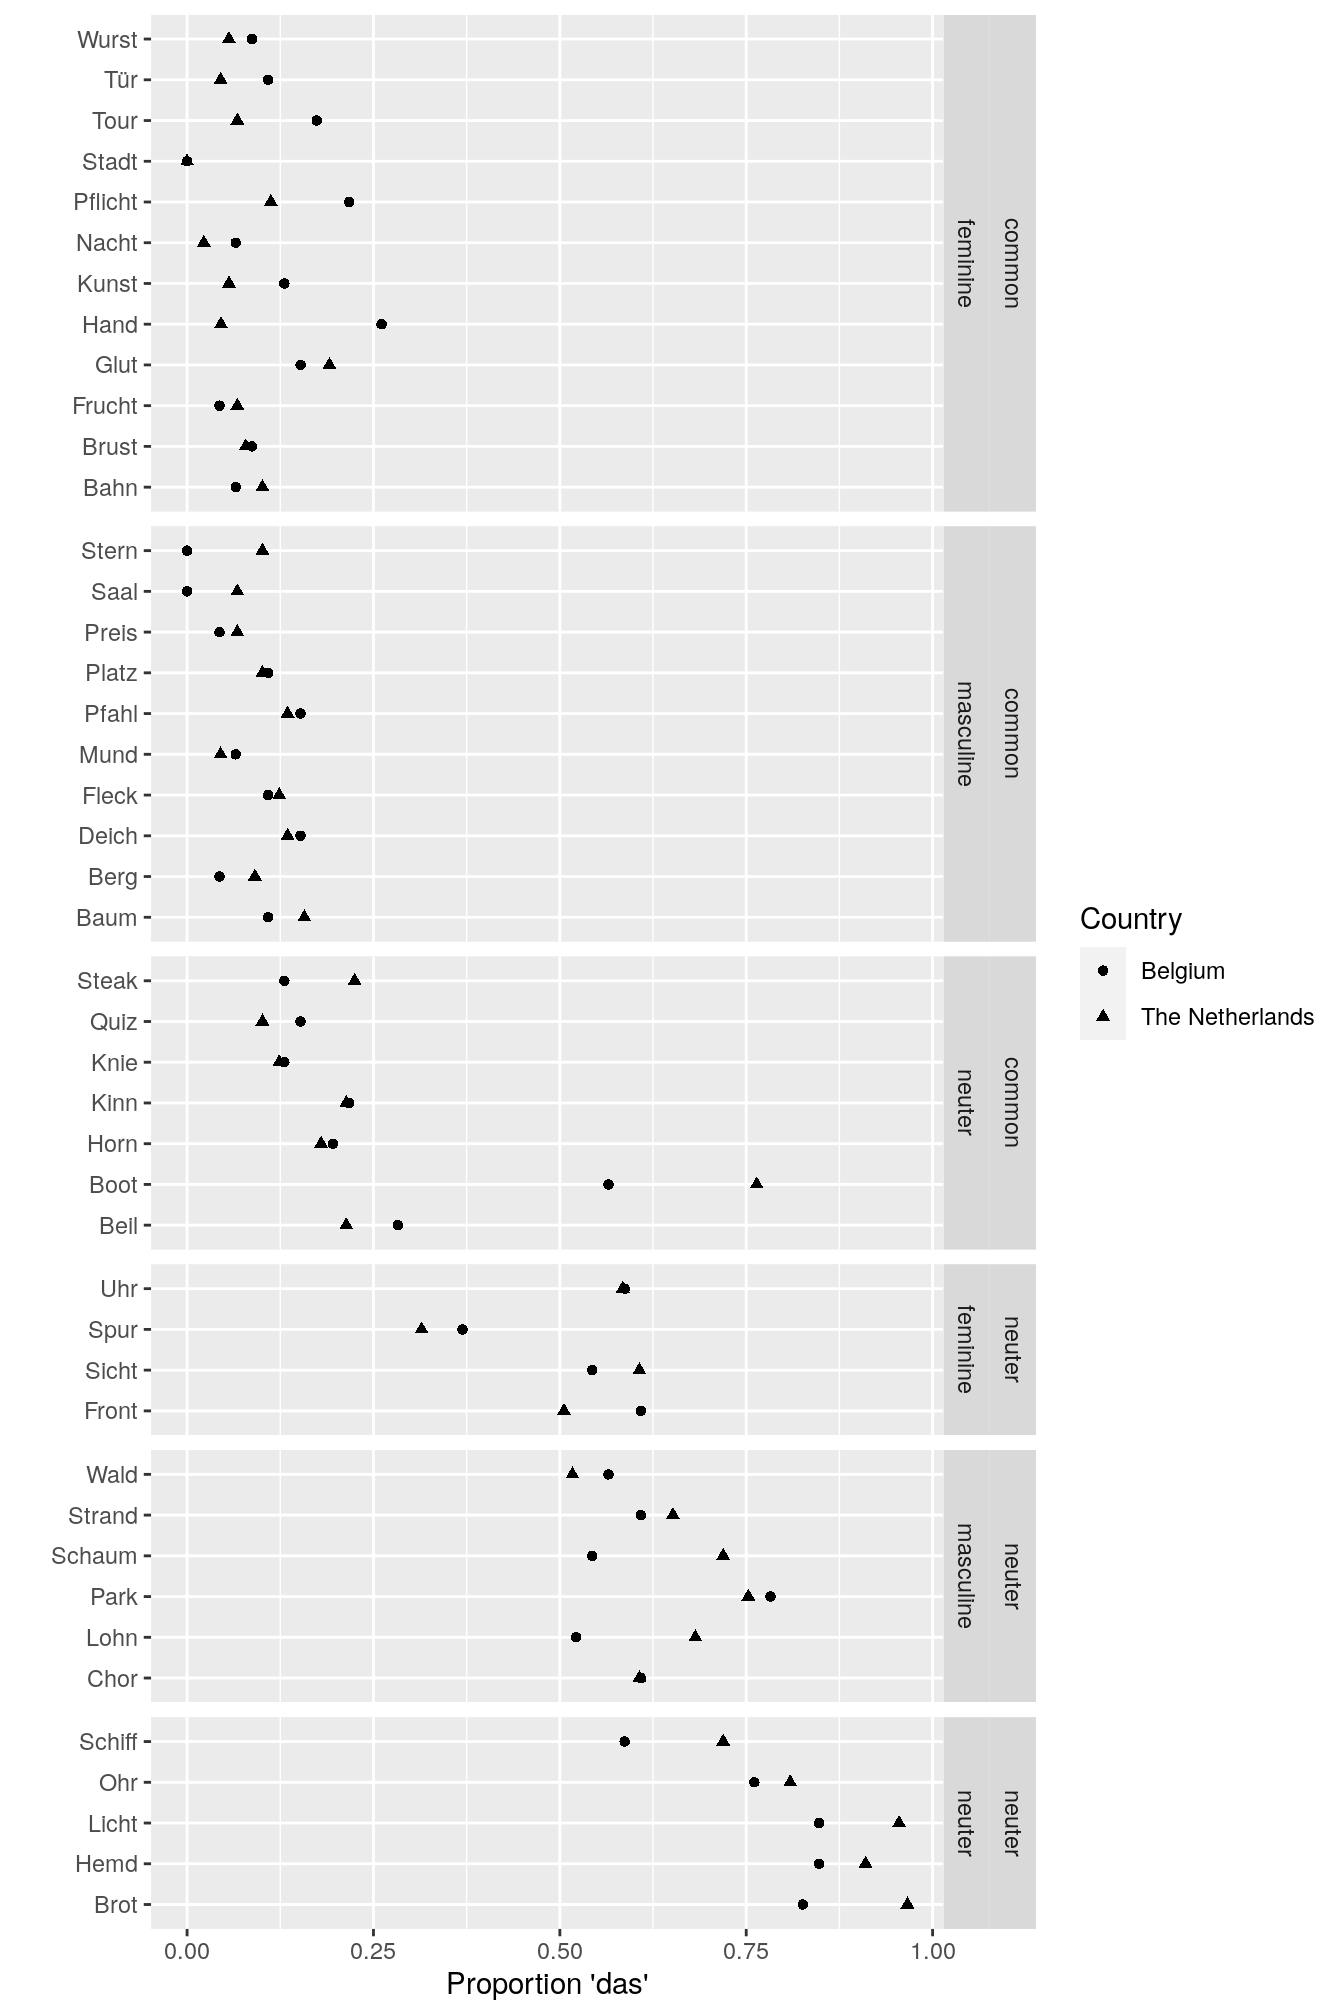 Wurst
Tür
Tour
Stadt
Pflicht
Nacht
Kunst
Hand
Glut
Frucht
Brust
Bahn
feminine
common
Stern
Saal
Preis
Platz
Pfahl
Mund
Fleck
Deich
Berg
Baum
masculine
common
Steak
Quiz
Knie
Kinn
Horn
Boot
Beil
neuter
common
Uhr
Spur
Sicht
Front
feminine
neuter
Wald
Strand
Schaum
Park
Lohn
Chor
masculine
neuter
Schiff
Ohr
Licht
Hemd
Brot
neuter
neuter
0.00 0.25 0.50 0.75 1.00
Proportion 'das'
Country
Belgium
The Netherlands